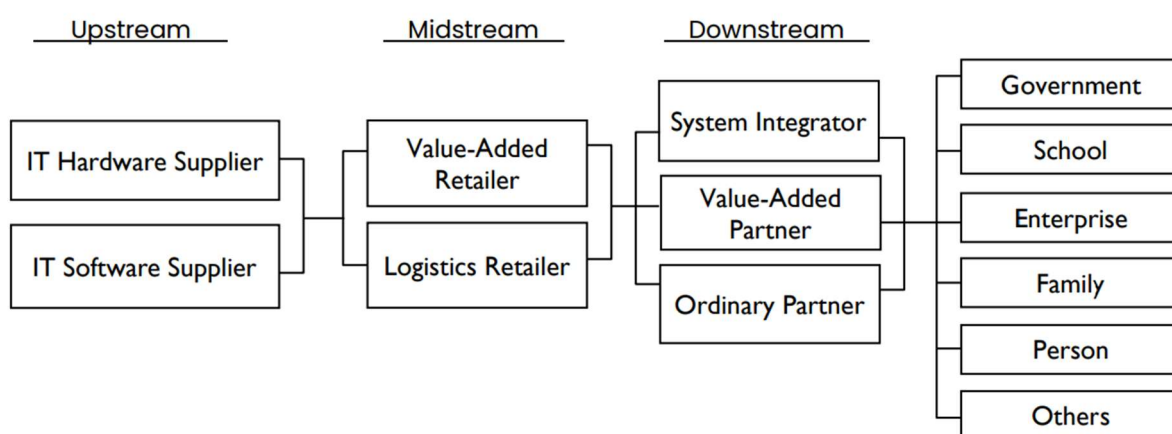 Upstream
Midstream
Downstream
IT Hardware Supplier
IT Software Supplier
Value-Added
Retailer
Logistics Retailer
System Integrator
Value-Added
Partner
Ordinary Partner
Government
School
Enterprise
Family
Person
Others